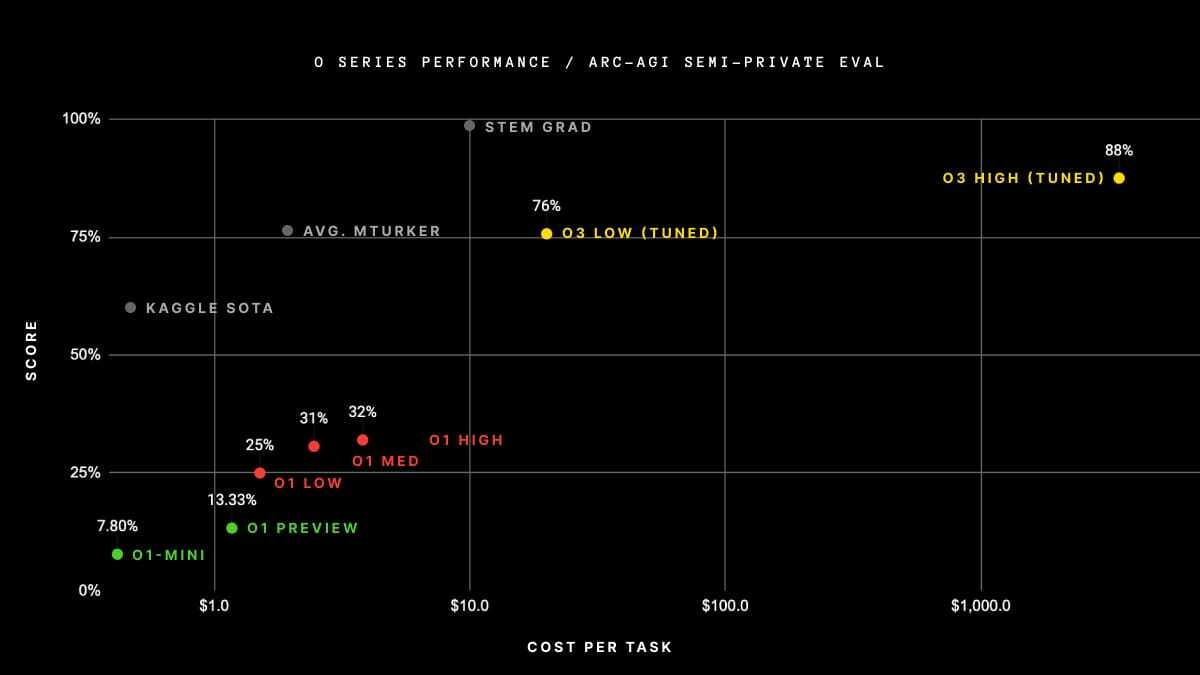 O SERIES PERFORMANCE / ARC-AGI SEMI-PRIVATE EVAL
100%
STEM GRAD
88%
O3 HIGH (TUNED)
76%
75%
AVG. MTURKER
O3 LOW (TUNED)
KAGGLE SOTA
SCORE
50%
31%
32%
25%
O1 HIGH
O1 MED
25%
O1 LOW
13.33%
7.80%
O1 PREVIEW
O1-MINI
0%
$1.0
$10.0
$100.0
$1,000.0
COST PER TASK